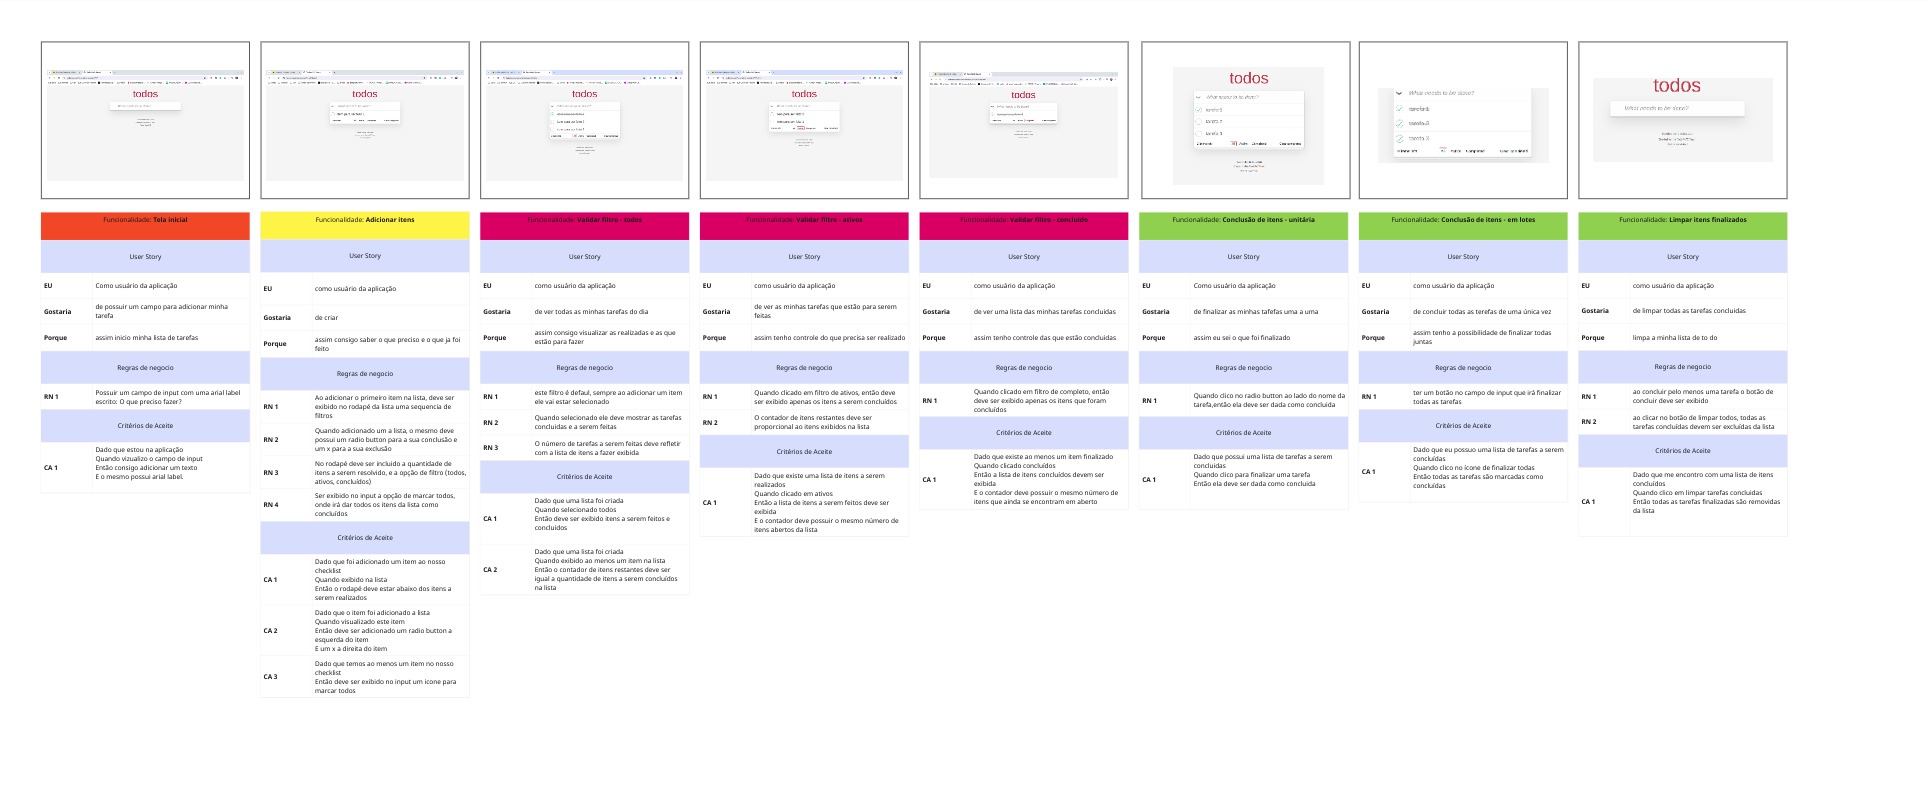 todos
todos
todos
todos
todos
todos
What needs to be done?
tarefa 2
tarefa 3
What needs to be done?
tarefa 2
tarefa 3
Completed
todos
What needs to be done?
Funcionalidade: Tela inicial
User Story
EU Como usuário da aplicação
Gostaria de possuir um campo para adicionar minha
tarefa
Porque assim inicio minha lista de tarefas
Regras de negocio
RN 1 Possuir um campo de input com uma arial label
escrito: O que preciso fazer?
Critérios de Aceite
CA 1 Dado que estou na aplicação
Quando vizualizo o campo de input
Então consigo adicionar um texto
E o mesmo possui arial label.
Funcionalidade: Adicionar itens
User Story
EU como usuário da aplicação
Gostaria de criar
Porque assim consigo saber o que preciso e o que ja foi
feito
Regras de negocio
RN 1 Ao adicionar o primeiro item na lista, deve ser
exibido no rodapé da lista uma sequencia de
filtros
RN 2 Quando adicionado um a lista, o mesmo deve
possui um radio button para a sua conclusão e
um x para a sua exclusão
RN 3 No rodapé deve ser incluido a quantidade de
itens a serem resolvido, e a opção de filtro (todos,
ativos, concluídos)
RN 4 Ser exibido no input a opção de marcar todos,
onde irá dar todos os itens da lista como
concluídos
Critérios de Aceite
CA 1 Dado que foi adicionado um item ao nosso
checklist
Quando exibido na lista
Então o rodapé deve estar abaixo dos itens a
serem realizados
CA 2 Dado que o item foi adicionado a lista
Quando visualizado este item
Então deve ser adicionado um radio button a
esquerda do item
E um x a direita do item
CA 3 Dado que temos ao menos um item no nosso
checklist
Então deve ser exibido no input um icone para
marcar todos
Funcionalidade: Validar filtro - todos
User Story
EU como usuário da aplicação
Gostaria de ver todas as minhas tarefas do dia
Porque assim consigo visualizar as realizadas e as que
estão para fazer
Regras de negocio
RN 1 este filtro é defaul, sempre ao adicionar um item
ele vai estar selecionado
RN 2 Quando selecionado ele deve mostrar as tarefas
concluidas e a serem feitas
RN 3 O número de tarefas a serem feitas deve refletir
com a lista de itens a fazer exibida
Critérios de Aceite
CA 1 Dado que uma lista foi criada
Quando selecionado todos
Então deve ser exibido itens a serem feitos e
concluidos
CA 2 Dado que uma lista foi criada
Quando exibido ao menos um item na lista
Então o contador de itens restantes deve ser
igual a quantidade de itens a serem concluídos
na lista
Funcionalidade: Validar filtro - ativos
User Story
EU como usuário da aplicação
Gostaria de ver as minhas tarefas que estão para serem
feitas
Porque assim tenho controle do que precisa ser realizado
Regras de negocio
RN 1 Quando clicado em filtro de ativos, então deve
ser exibido apenas os itens a serem concluídos
RN 2 O contador de itens restantes deve ser
proporcional ao itens exibidos na lista
Critérios de Aceite
CA 1 Dado que existe uma lista de itens a serem
realizados
Quando clicado em ativos
Então a lista de itens a serem feitos deve ser
exibida
E o contador deve possuir o mesmo número de
itens abertos da lista
Funcionalidade: Validar filtro - concluido
User Story
EU como usuário da aplicação
Gostaria de ver uma lista das minhas tarefas concluidas
Porque assim tenho controle das que estão concluidas
Regras de negocio
RN 1 Quando clicado em filtro de completo, então
deve ser exibido apenas os itens que foram
concluídos
Critérios de Aceite
CA 1 Dado que existe ao menos um item finalizado
Quando clicado concluídos
Então a lista de itens concluídos devem ser
exibida
E o contador deve possuir o mesmo número de
itens que ainda se encontram em aberto
Funcionalidade: Conclusão de itens - unitária
User Story
EU Como usuário da aplicação
Gostaria de finalizar as minhas tafefas uma a uma
Porque assim eu sei o que foi finalizado
Regras de negocio
RN 1 Quando clico no radio button ao lado do nome da
tarefa,então ela deve ser dada como concluída
Critérios de Aceite
CA 1 Dado que possui uma lista de tarefas a serem
concluidas
Quando clico para finalizar uma tarefa
Então ela deve ser dada como concluida
Funcionalidade: Conclusão de itens - em lotes
User Story
EU como usuário da aplicação
Gostaria de concluir todas as terefas de uma única vez
Porque assim tenho a possibilidade de finalizar todas
juntas
Regras de negocio
RN 1 ter um botão no campo de input que irá finalizar
todas as tarefas
Critérios de Aceite
CA 1 Dado que eu possuo uma lista de tarefas a serem
concluídas
Quando clico no ícone de finalizar todas
Então todas as tarefas são marcadas como
concluídas
Funcionalidade: Limpar itens finalizados
User Story
EU como usuário da aplicação
Gostaria de limpar todas as tarefas concluidas
Porque limpa a minha lista de to do
Regras de negocio
RN 1 ao concluir pelo menos uma tarefa o botão de
concluir deve ser exibido
RN 2 ao clicar no botão de limpar todos, todas as
tarefas concluídas devem ser excluídas da lista
Critérios de Aceite
CA 1 Dado que me encontro com uma lista de itens
concluídos
Quando clico em limpar tarefas concluidas
Então todas as tarefas finalizadas são removidas
da lista